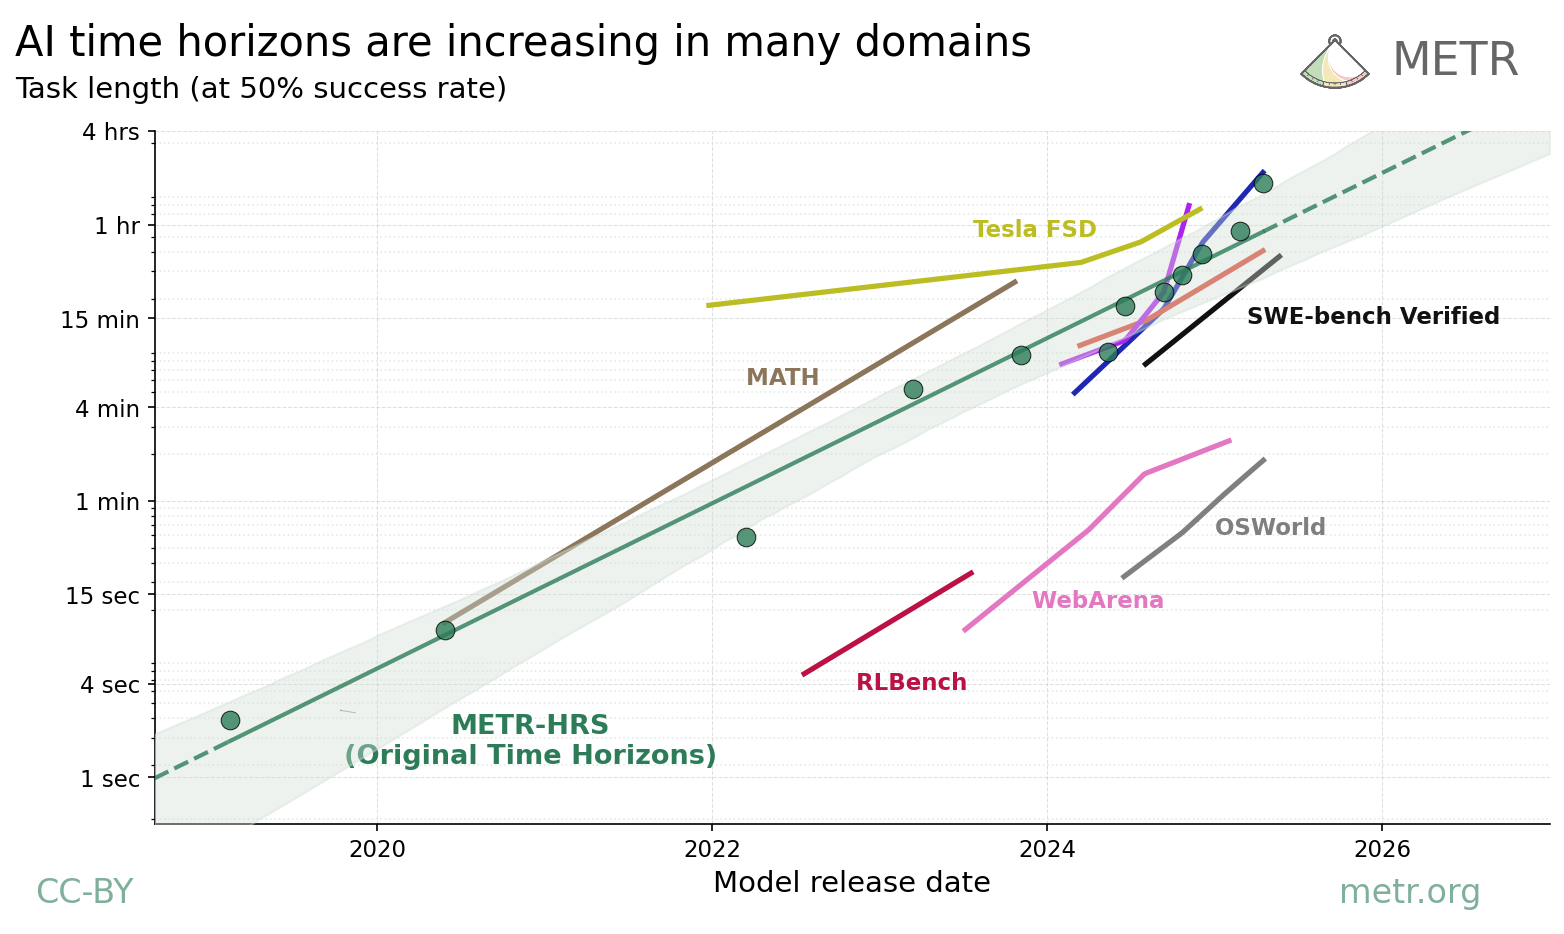 AI time horizons are increasing in many domains
Task length (at 50% success rate)
METR
4 hrs
1 hr
15 min
4 min
1 min
15 sec
4 sec
1 sec
Tesla FSD
MATH
SWE-bench Verified
OSWorld
WebArena
RLBench
METR-HRS
(Original Time Horizons)
2020
2022
2024
2026
Model release date
CC-BY
metr.org